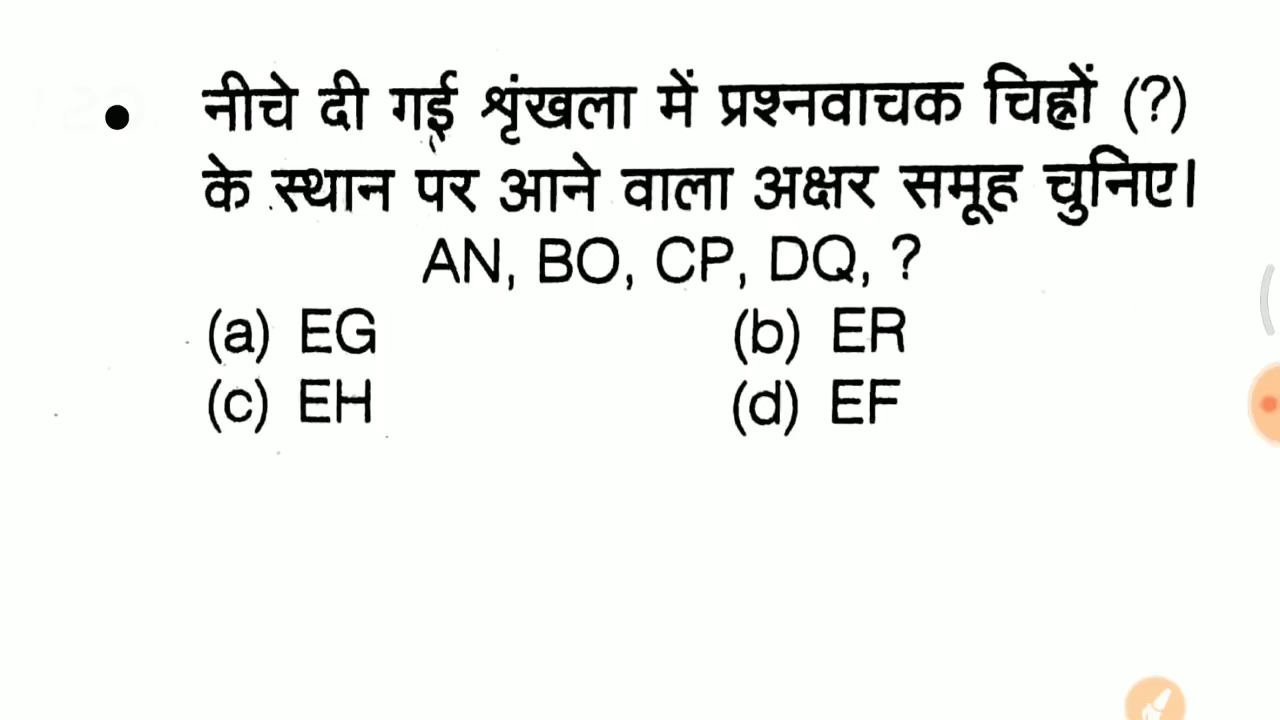 • नीचे दी गई शृंखला में प्रश्नवाचक चिह्नों (?)
के स्थान पर आने वाला अक्षर समूह चुनिए।
AN, BO, CP, DQ, ?
(a) EG (b) ER
(c) EH (d) EF